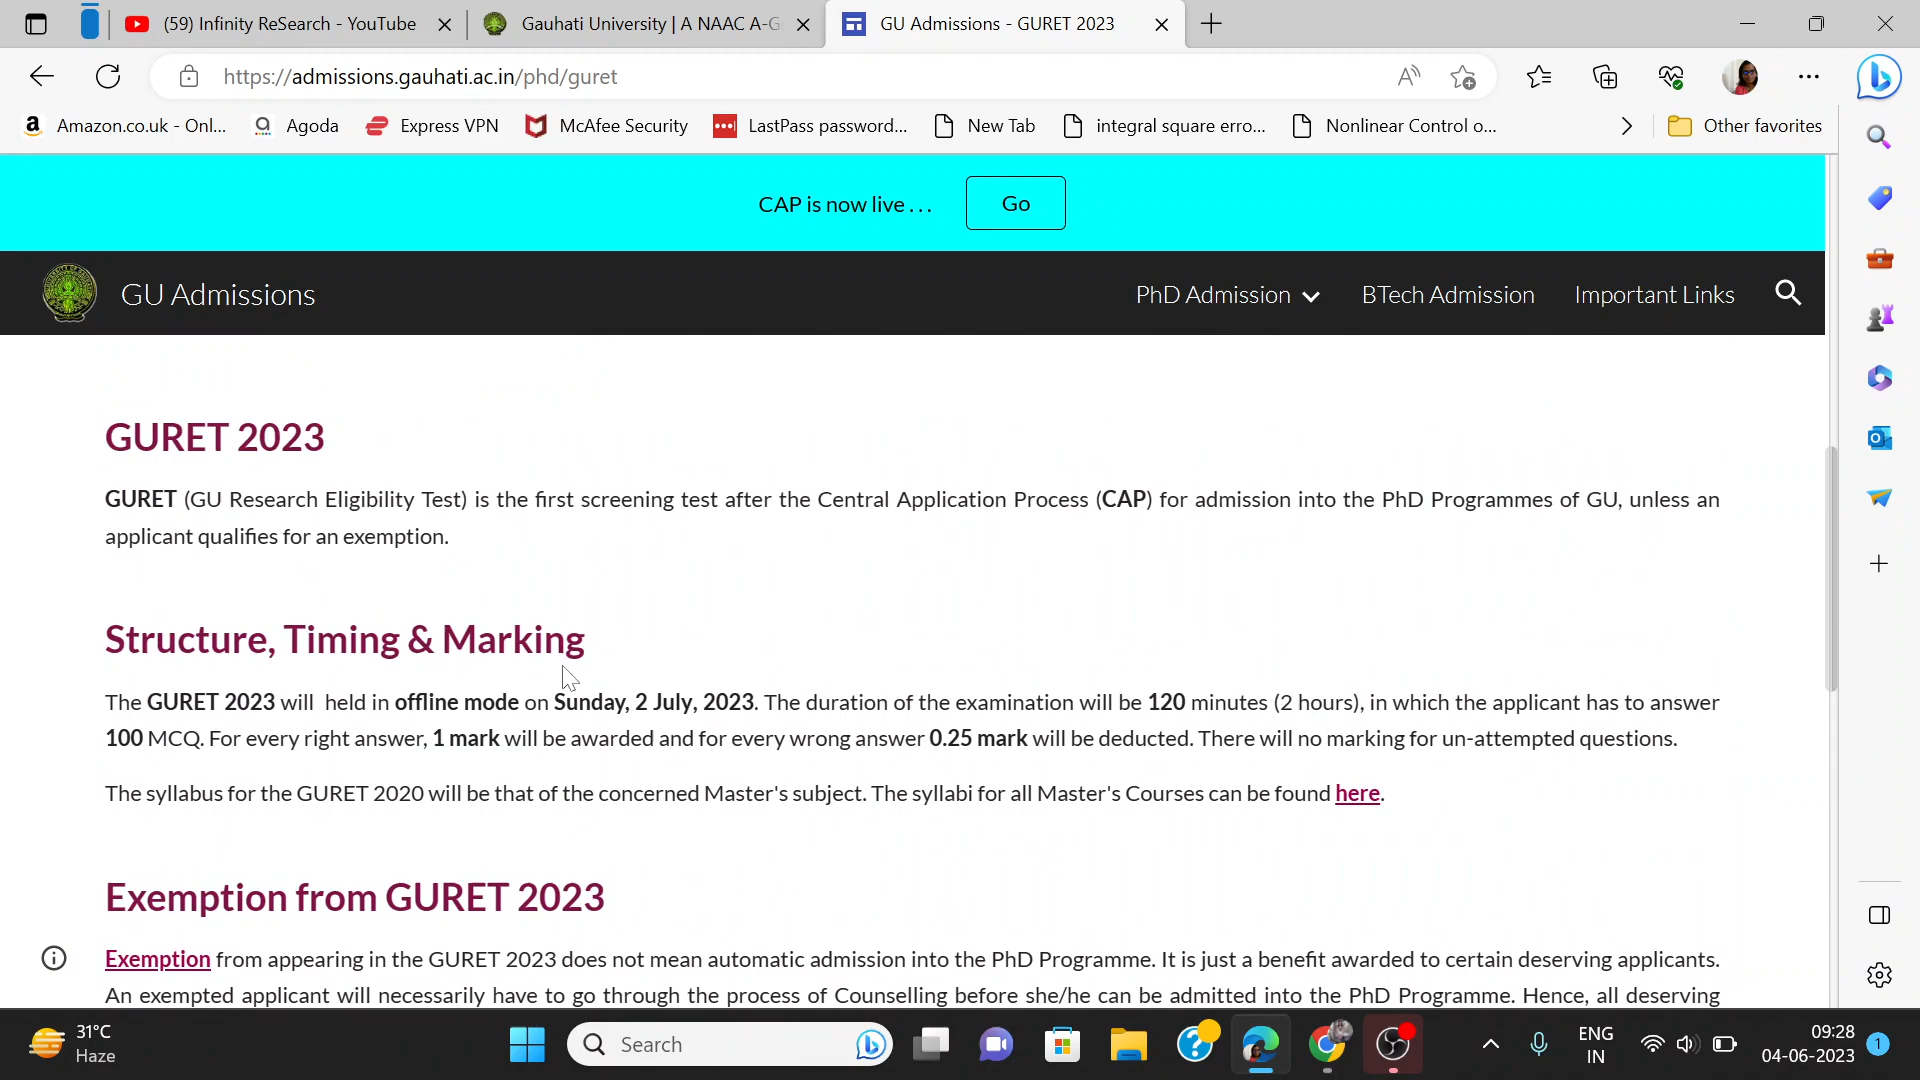 (59) Infinity ReSearch - YouTube
Gauhati University | A NAAC A-G
GU Admissions - GURET 2023
https://admissions.gauhati.ac.in/phd/guret
Amazon.co.uk - Onl...
Agoda
Express VPN
McAfee Security
LastPass password...
New Tab
integral square erro...
Nonlinear Control o...
Other favorites
CAP is now live . . .
Go
GU Admissions
PhD Admission
BTech Admission
Important Links
GURET 2023
GURET (GU Research Eligibility Test) is the first screening test after the Central Application Process (CAP) for admission into the PhD Programmes of GU, unless an
applicant qualifies for an exemption.
Structure, Timing & Marking
The GURET 2023 will held in offline mode on Sunday, 2 July, 2023. The duration of the examination will be 120 minutes (2 hours), in which the applicant has to answer
100 MCQ. For every right answer, 1 mark will be awarded and for every wrong answer 0.25 mark will be deducted. There will no marking for un-attempted questions.
The syllabus for the GURET 2020 will be that of the concerned Master's subject. The syllabi for all Master's Courses can be found here.
Exemption from GURET 2023
Exemption from appearing in the GURET 2023 does not mean automatic admission into the PhD Programme. It is just a benefit awarded to certain deserving applicants.
An exempted applicant will necessarily have to go through the process of Counselling before she/he can be admitted into the PhD Programme. Hence, all deserving
31°C
Haze
Search
ENG
IN
09:28
04-06-2023
1